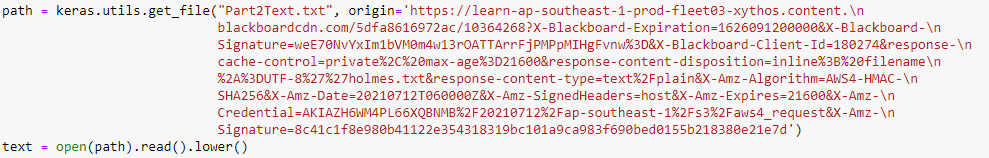 path = keras.utils.get_file("Part2Text.txt", origin='https://learn-ap-southeast-1-prod-fleet03-xythos.content.\n
blackboardcdn.com/5dfa8616972ac/10364268?X-Blackboard-Expiration=1626091200000&X-Blackboard-\n
Signature=weE70NvYxIm1bVM0m4w13rOATTArrFjPMPpMIHgFvnw%3D&X-Blackboard-Client-Id=180274&response-\n
cache-control=private%2C%20max-age%3D21600&response-content-disposition=inline%3B%20filename\n
%2A%3DUTF-8%27%27holmes.txt&response-content-type=text%2Fplain&X-Amz-Algorithm=AWS4-HMAC-\n
SHA256&X-Amz-Date=20210712T060000Z&X-Amz-SignedHeaders=host&X-Amz-Expires=21600&X-Amz-\n
Credential=AKIAZH6WM4PL66XQBNMB%2F20210712%2Fap-southeast-1%2Fs3%2Faws4_request&X-Amz-\n
Signature=8c41c1f8e980b41122e354318319bc101a9ca983f690bed0155b218380e21e7d')
text = open(path).read().lower()